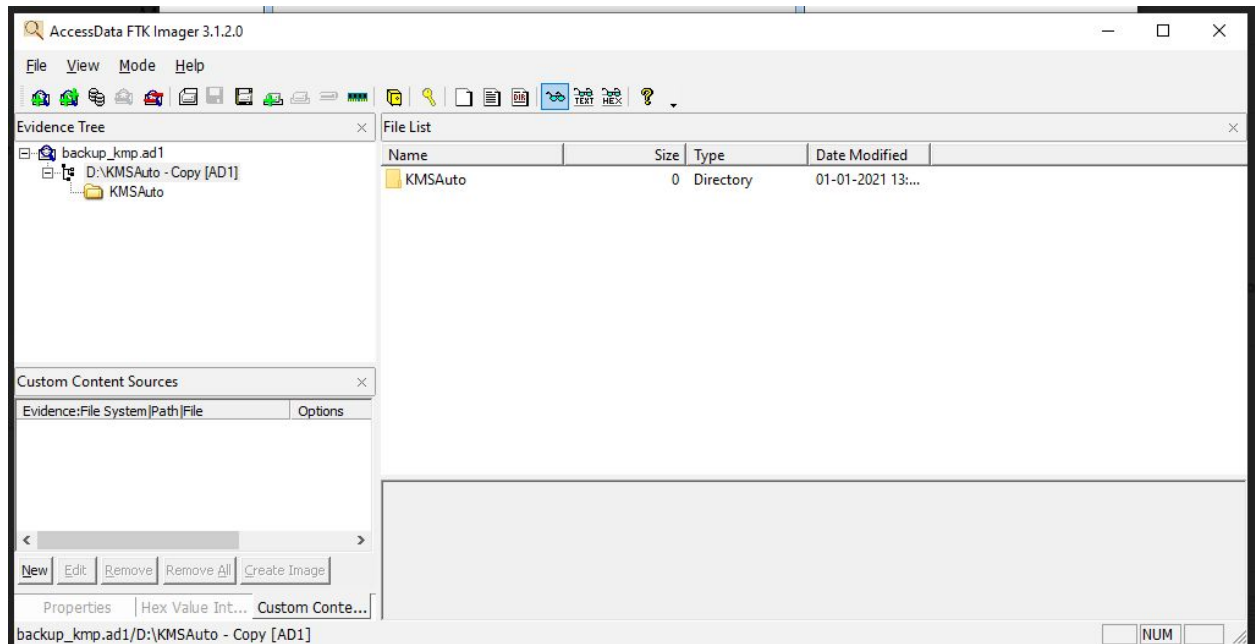 AccessData FTK Imager 3.1.2.0
File View Mode Help
TEXT HEX
Evidence Tree
backup_kmp.ad1
D:\KMSAuto - Copy [AD1]
KMSAuto
Custom Content Sources
Evidence:File System|Path|File Options
New Edit Remove Remove All Create Image
Properties Hex Value Int... Custom Conte...
File List
Name Size Type Date Modified
KMSAuto 0 Directory 01-01-2021 13:...
backup_kmp.ad1/D:\KMSAuto - Copy [AD1] NUM